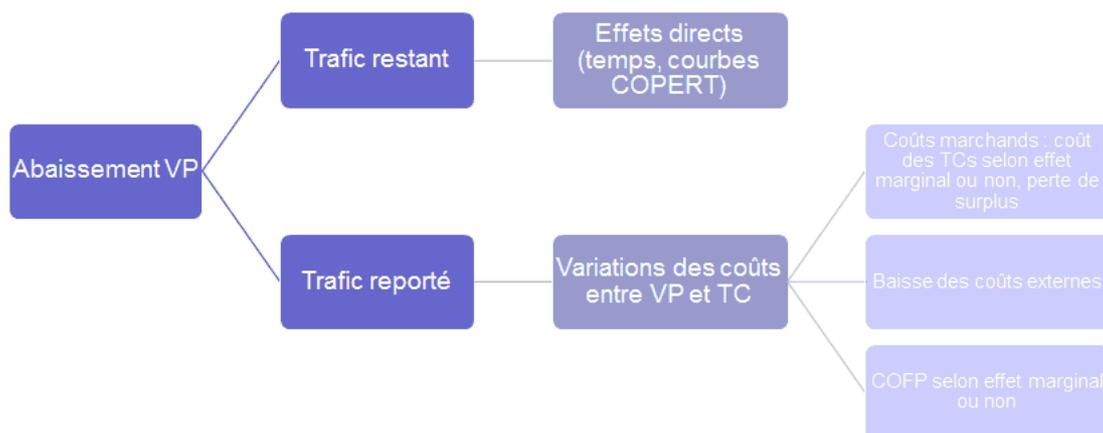 Abaissement VP
Trafic restant
Effets directs
(temps, courbes
COPERT)
Trafic reporté
Variations des coûts
entre VP et TC
Coûts marchands : coût
des TCs selon effet
marginal ou non, perte de
surplus
Baisse des coûts externes
COFP selon effet marginal
ou non